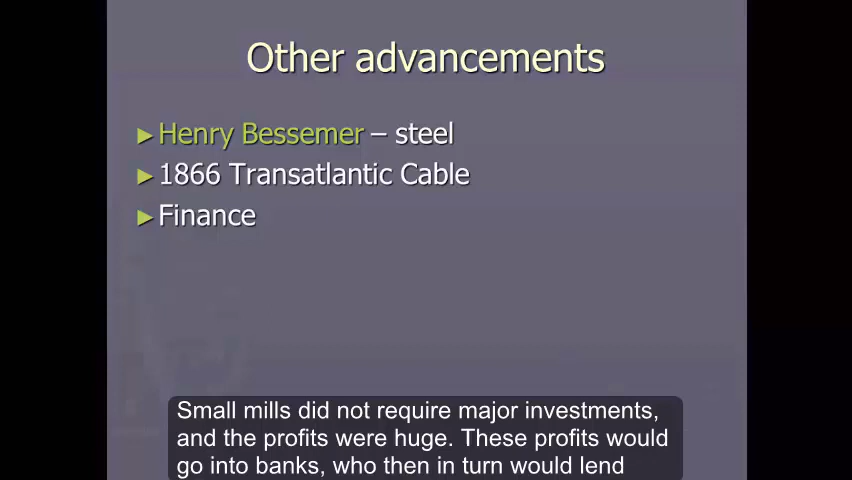 Other advancements
►Henry Bessemer – steel
►1866 Transatlantic Cable
►Finance
Small mills did not require major investments,
and the profits were huge. These profits would
go into banks, who then in turn would lend